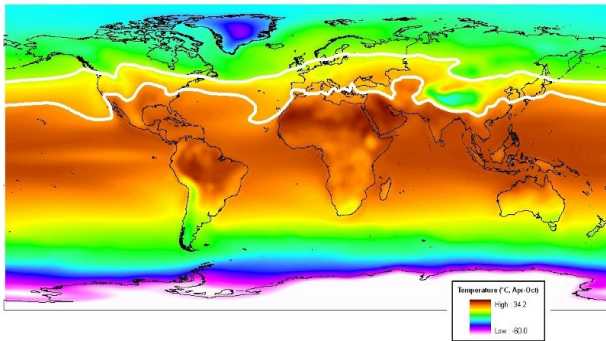 Temperature (°C, Apr-Oct)
High : 34.2
Low : -60.0